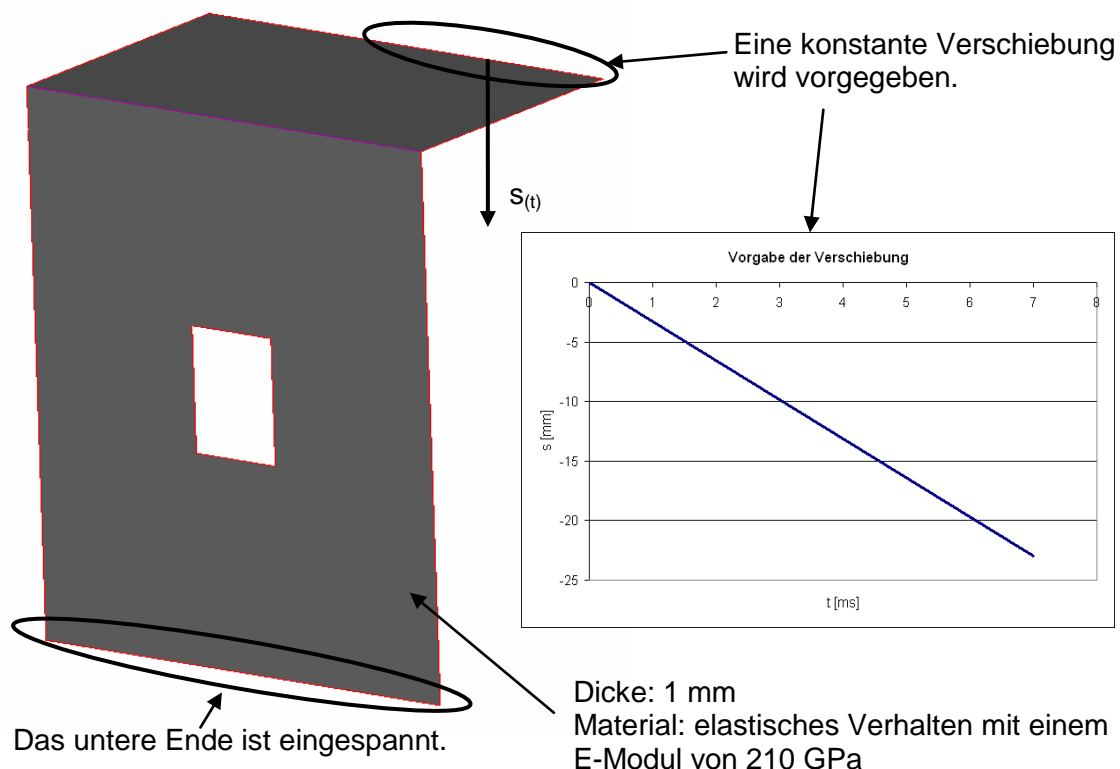 Eine konstante Verschiebung
wird vorgegeben.
s(t)
Vorgabe der Verschiebung
0
0 1 2 3 4 5 6 7 8
-5
-10
-15
-20
-25
s [mm]
t [ms]
Das untere Ende ist eingespannt.
Dicke: 1 mm
Material: elastisches Verhalten mit einem
E-Modul von 210 GPa